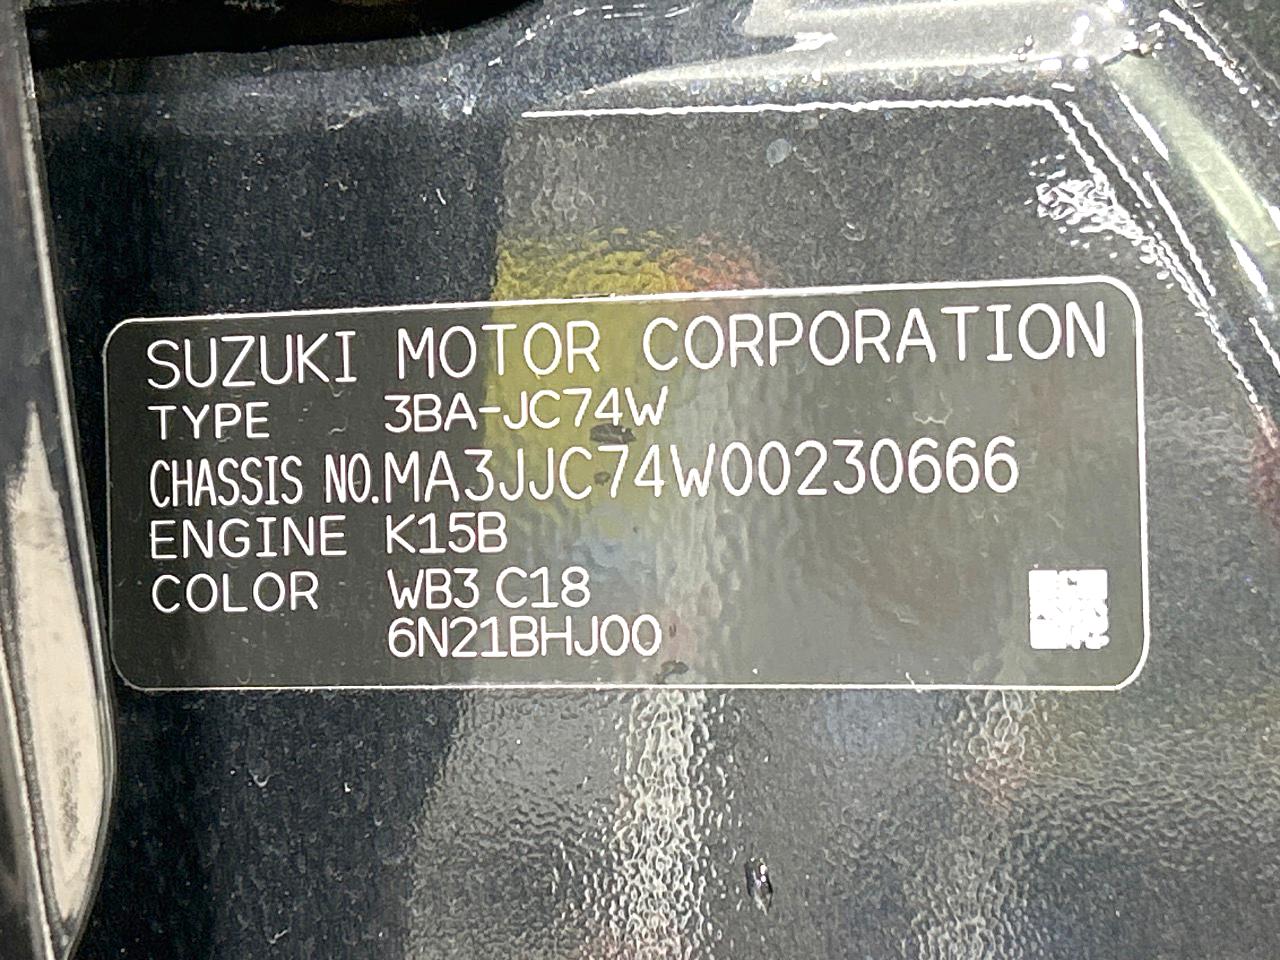 SUZUKI MOTOR CORPORATION
TYPE 3BA-JC74W
CHASSIS NO. MA3JJC74W00230666
ENGINE K15B
COLOR WB3 C18
6N21BHJ00